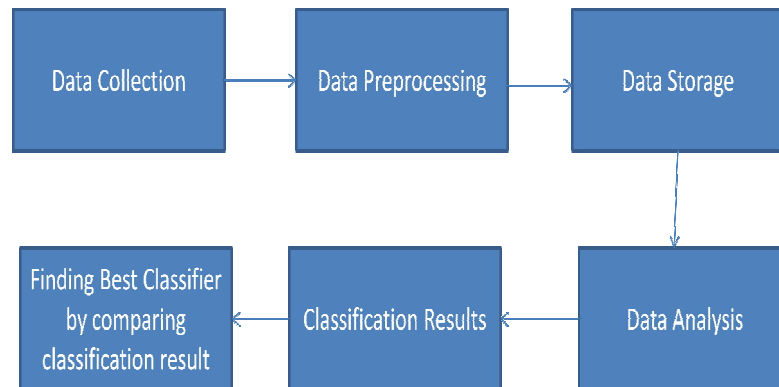 Data Collection
Data Preprocessing
Data Storage
Finding Best Classifier
by comparing
classification result
Classification Results
Data Analysis